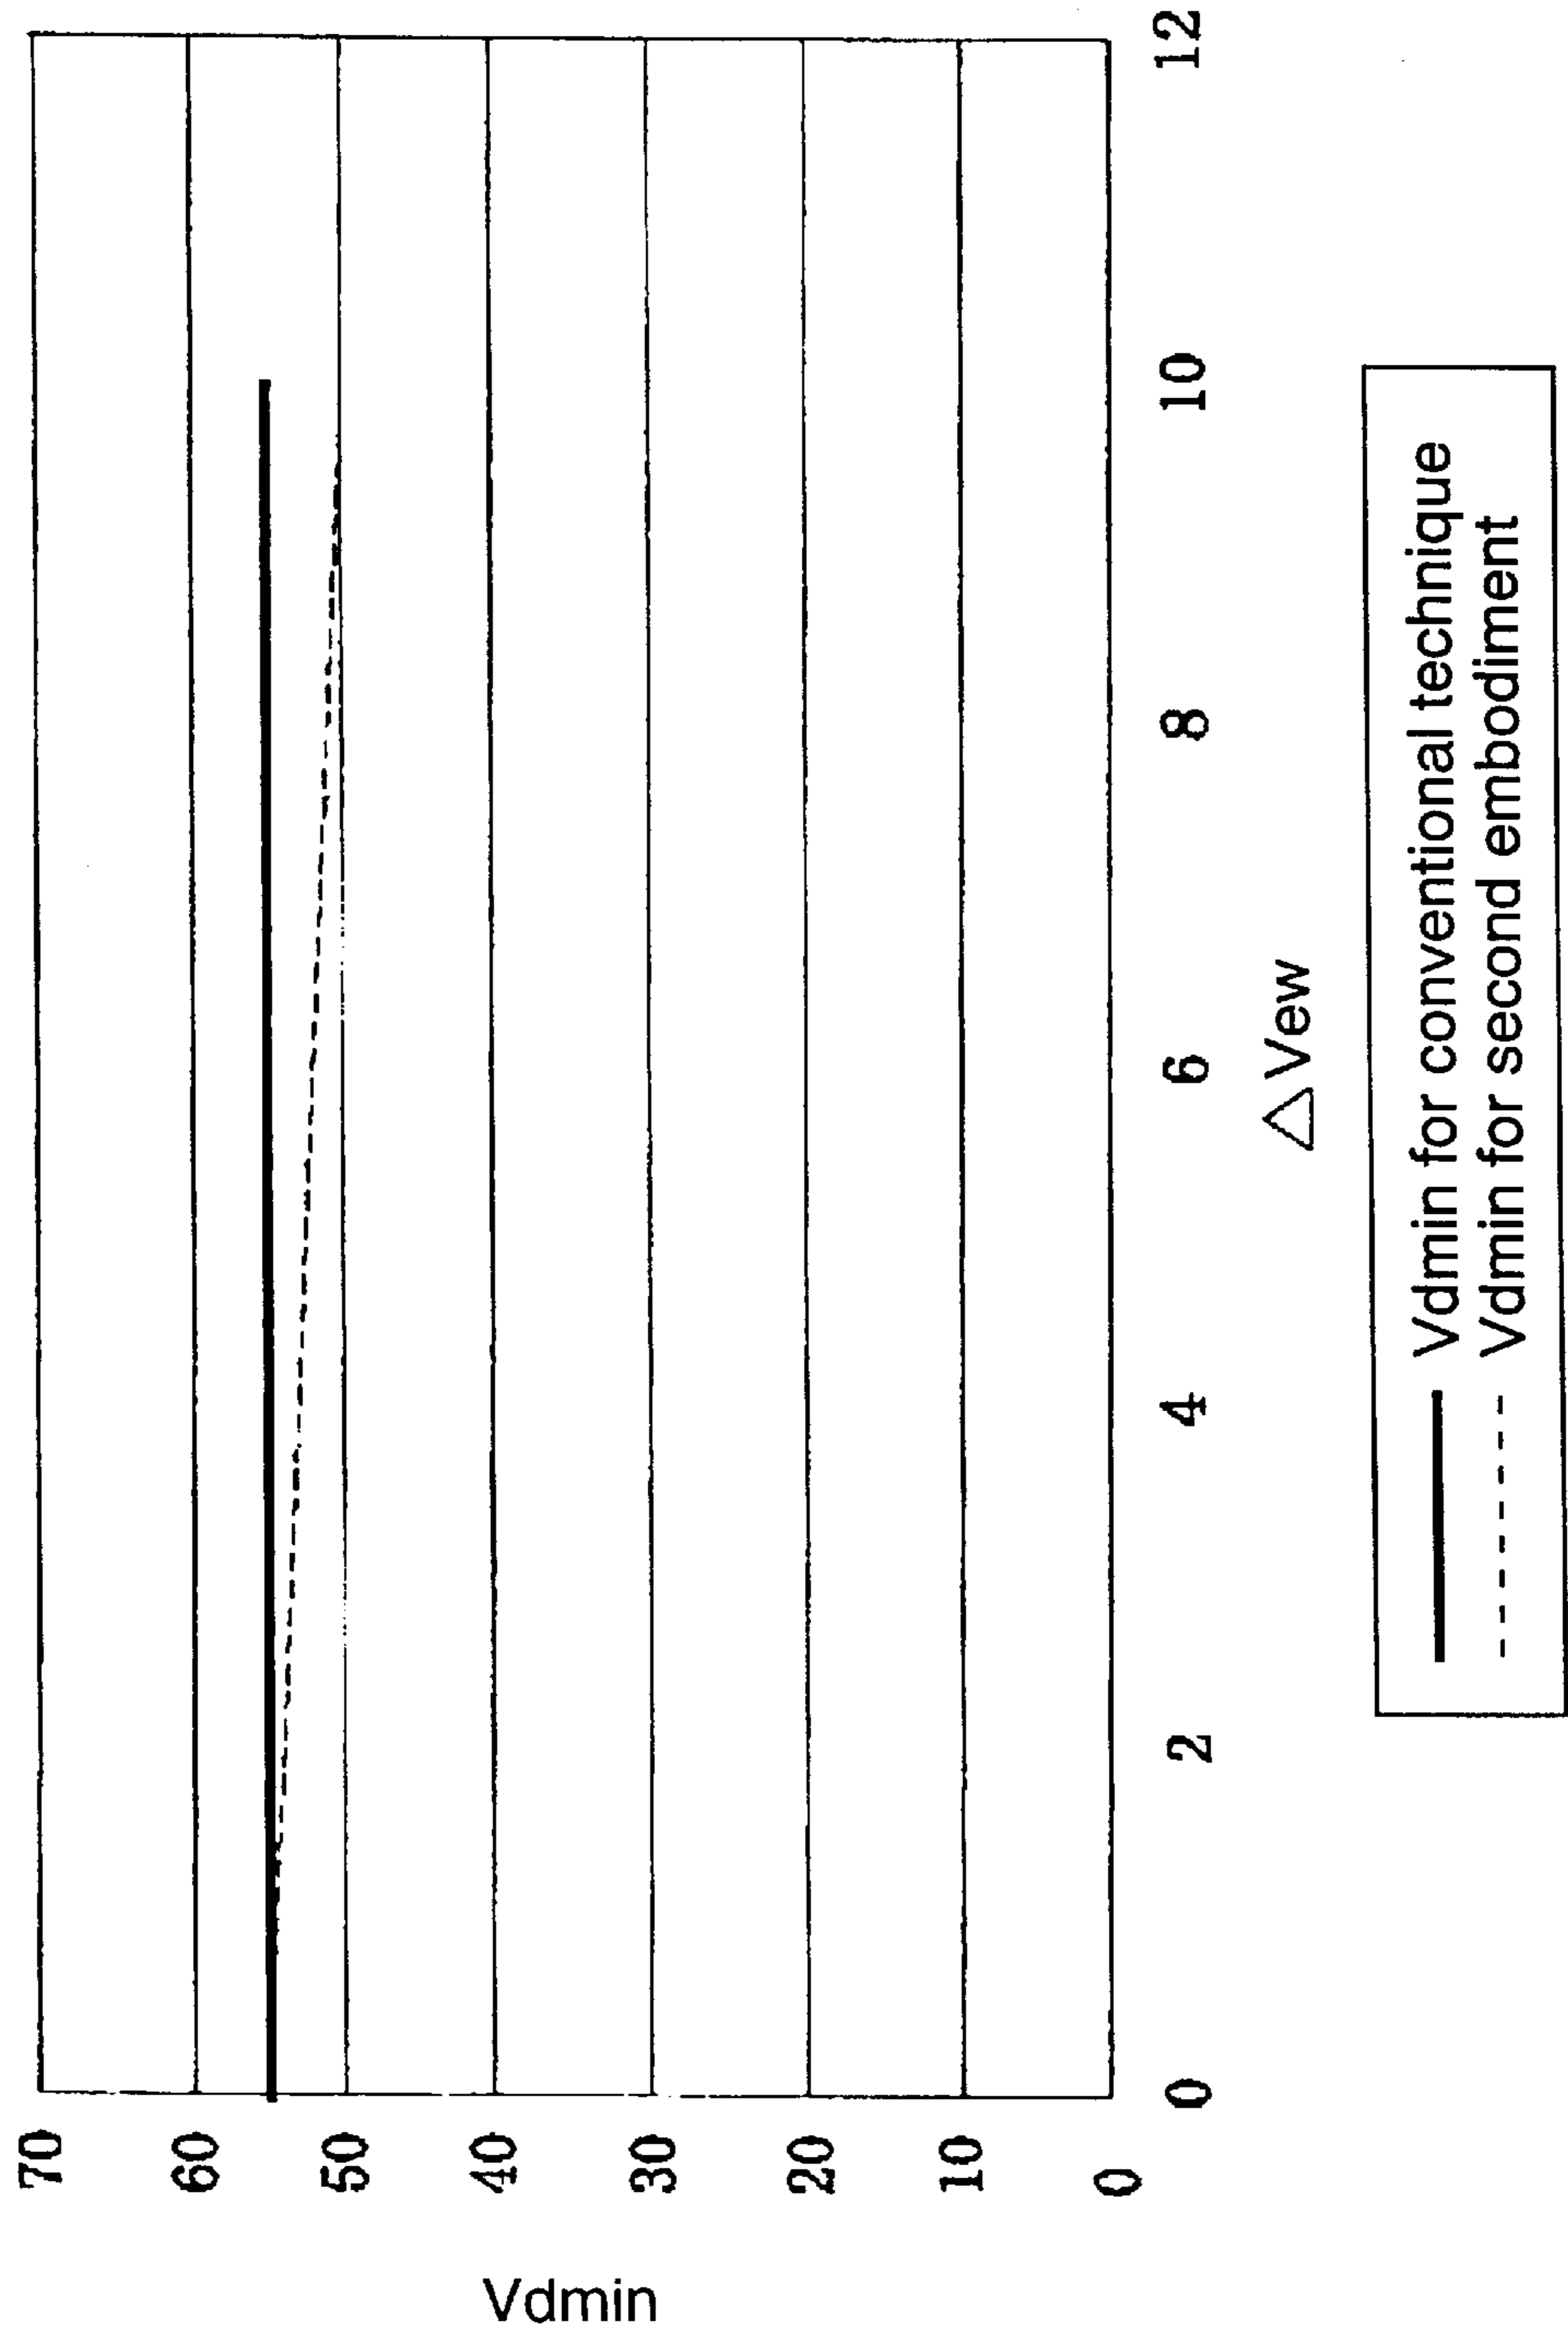 70
60
50
40
30
20
10
0
Vdmin
0 2 4 6 8 10 12
△Vew
Vdmin for conventional technique
Vdmin for second embodiment